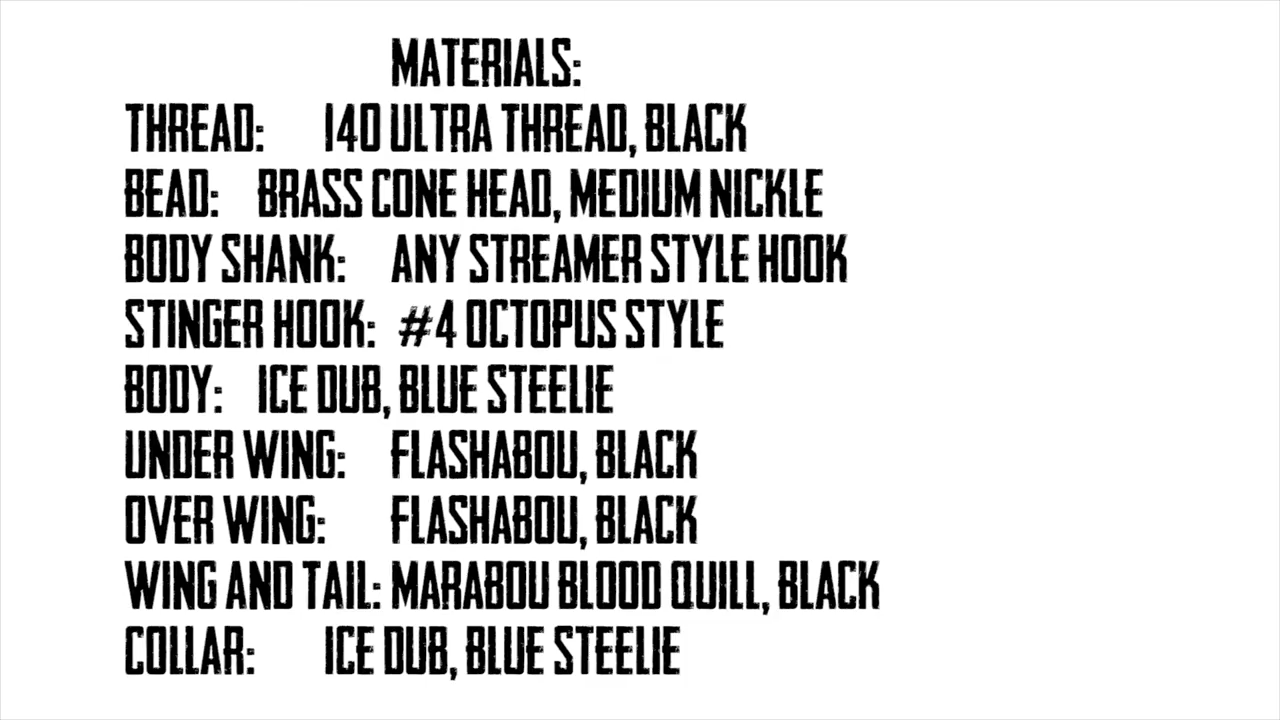 MATERIALS:
THREAD: 140 ULTRA THREAD, BLACK
BEAD: BRASS CONE HEAD, MEDIUM NICKLE
BODY SHANK: ANY STREAMER STYLE HOOK
STINGER HOOK: #4 OCTOPUS STYLE
BODY: ICE DUB, BLUE STEELIE
UNDER WING: FLASHABOU, BLACK
OVER WING: FLASHABOU, BLACK
WING AND TAIL: MARABOU BLOOD QUILL, BLACK
COLLAR: ICE DUB, BLUE STEELIE